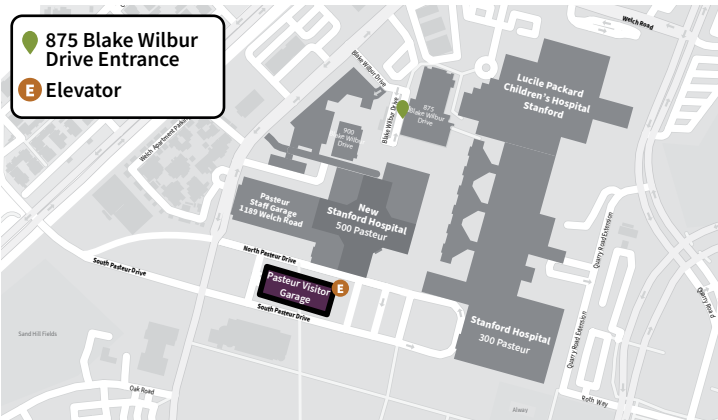 875 Blake Wilbur
Drive Entrance
E Elevator
Welch Road
Blake Wilbur Drive
Lucile Packard
Children's Hospital
Stanford
875
Blake Wilbur
Drive
Blake Wilbur Drive
900
Blake Wilbur
Drive
Welch Apartment Parking
Pasteur
Staff Garage
1189 Welch Road
New
Stanford Hospital
500 Pasteur
Quarry Road Extension
North Pasteur Drive
South Pasteur Drive
Pasteur Visitor
Garage
E
Quarry Road
South Pasteur Drive
Stanford Hospital
300 Pasteur
Quarry Road Extension
Sand Hill Fields
Oak Road
Roth Way